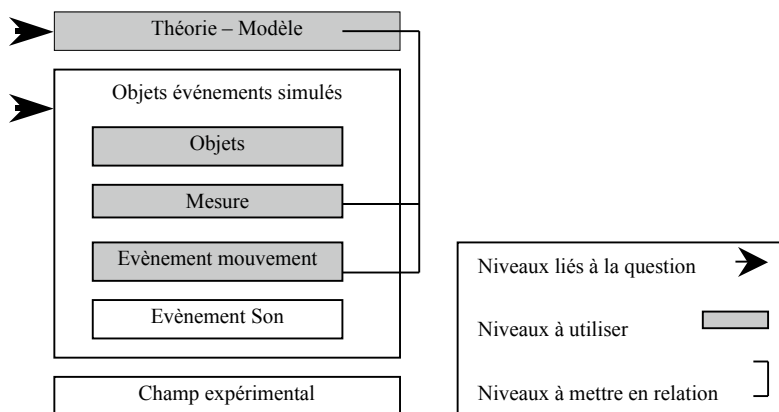 Théorie – Modèle
Objets événements simulés
Objets
Mesure
Evènement mouvement
Evènement Son
Champ expérimental
Niveaux liés à la question
Niveaux à utiliser
Niveaux à mettre en relation